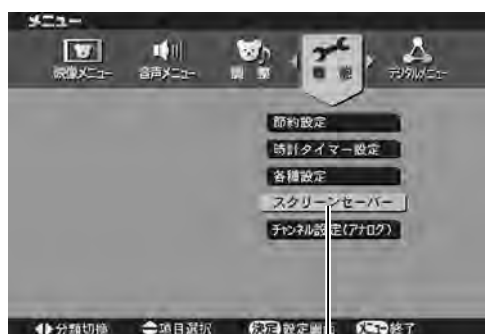 メニュー
映像メニュー 音声メニュー 調整 機能 デジタルメニュー
節約設定
時計タイマー設定
各種設定
スクリーンセーバー
チャンネル設定(アナログ)
分類切換 項目選択 決定 設定画面 メニュー 終了